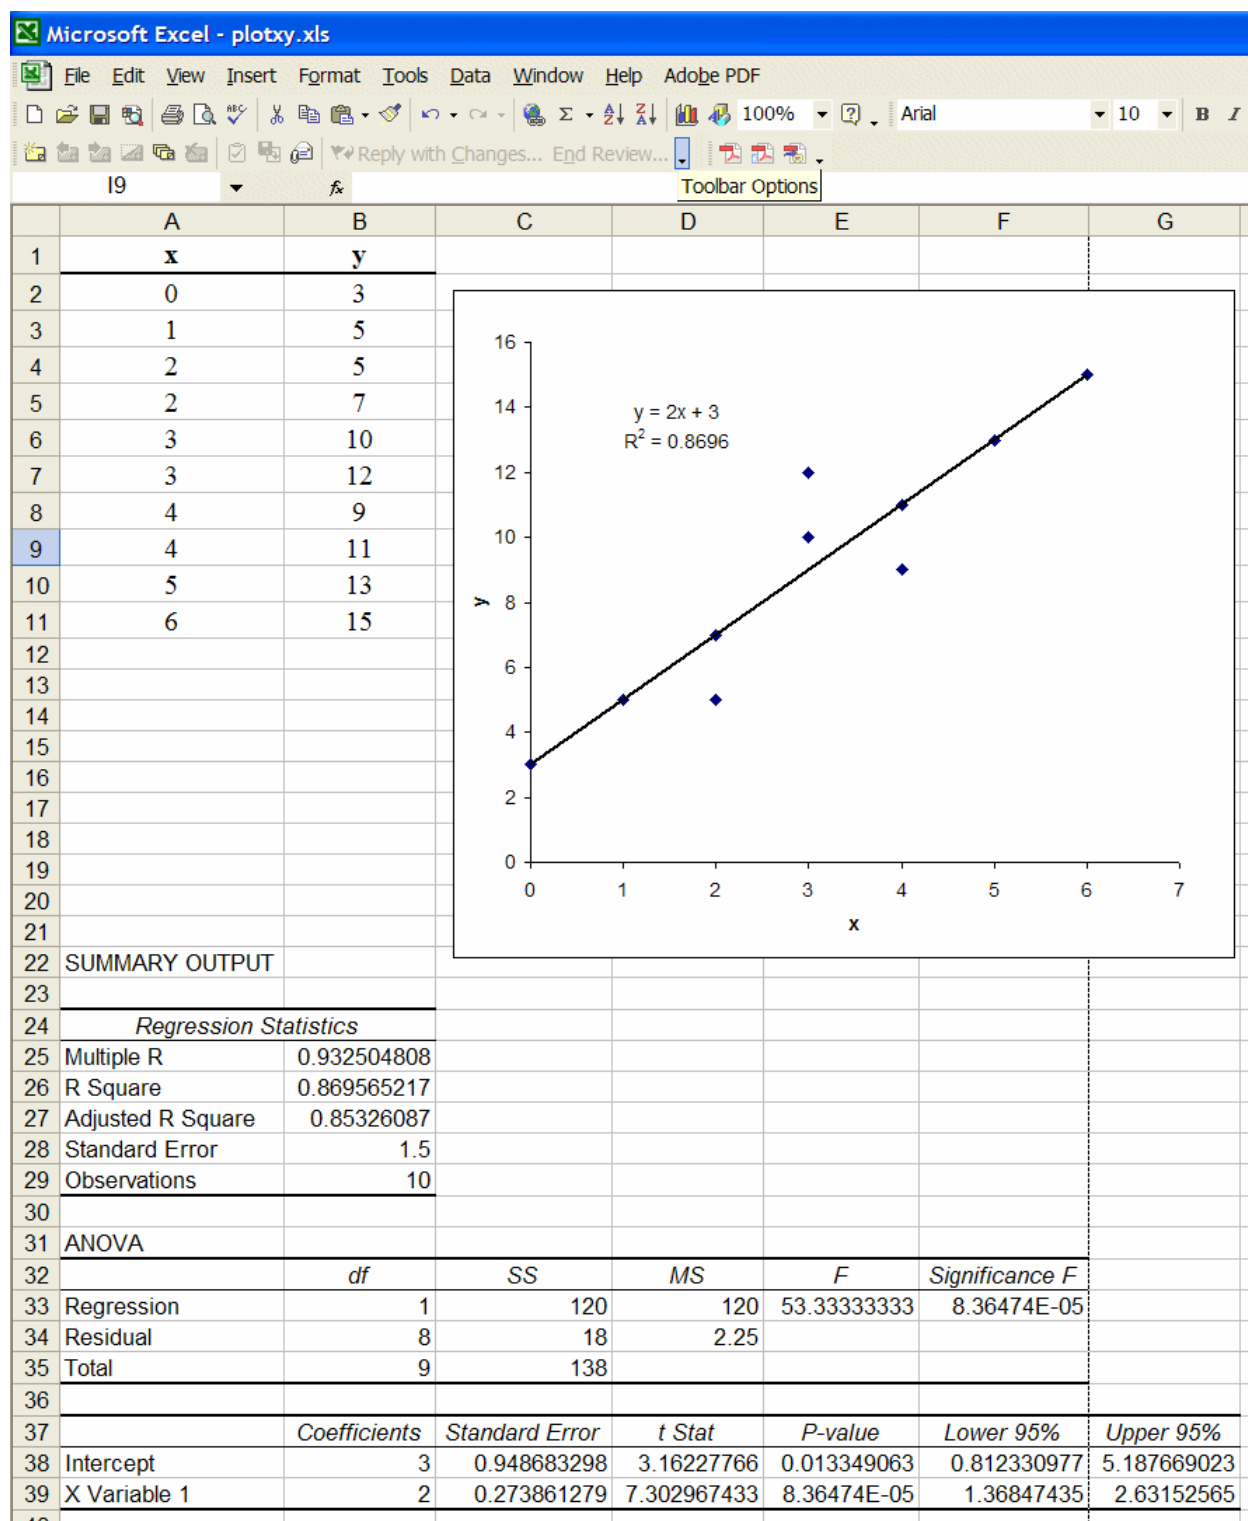 Microsoft Excel - plotxy.xls
File Edit View Insert Format Tools Data Window Help Adobe PDF
ABC Σ A Z Z A 100% ? Arial 10 B I
Reply with Changes... End Review...
I9 fx Toolbar Options
A B C D E F G
1 x y
2 0 3
3 1 5
4 2 5
5 2 7
6 3 10
7 3 12
8 4 9
9 4 11
10 5 13
11 6 15
12
13
14
15
16
17
18
19
20
21
16
14
12
10
8
6
4
2
0
y
y = 2x + 3
R² = 0.8696
0 1 2 3 4 5 6 7
x
22 SUMMARY OUTPUT
23
24 Regression Statistics
25 Multiple R 0.932504808
26 R Square 0.869565217
27 Adjusted R Square 0.85326087
28 Standard Error 1.5
29 Observations 10
30
31 ANOVA
32 df SS MS F Significance F
33 Regression 1 120 120 53.33333333 8.36474E-05
34 Residual 8 18 2.25
35 Total 9 138
36
37 Coefficients Standard Error t Stat P-value Lower 95% Upper 95%
38 Intercept 3 0.948683298 3.16227766 0.013349063 0.812330977 5.187669023
39 X Variable 1 2 0.273861279 7.302967433 8.36474E-05 1.36847435 2.63152565